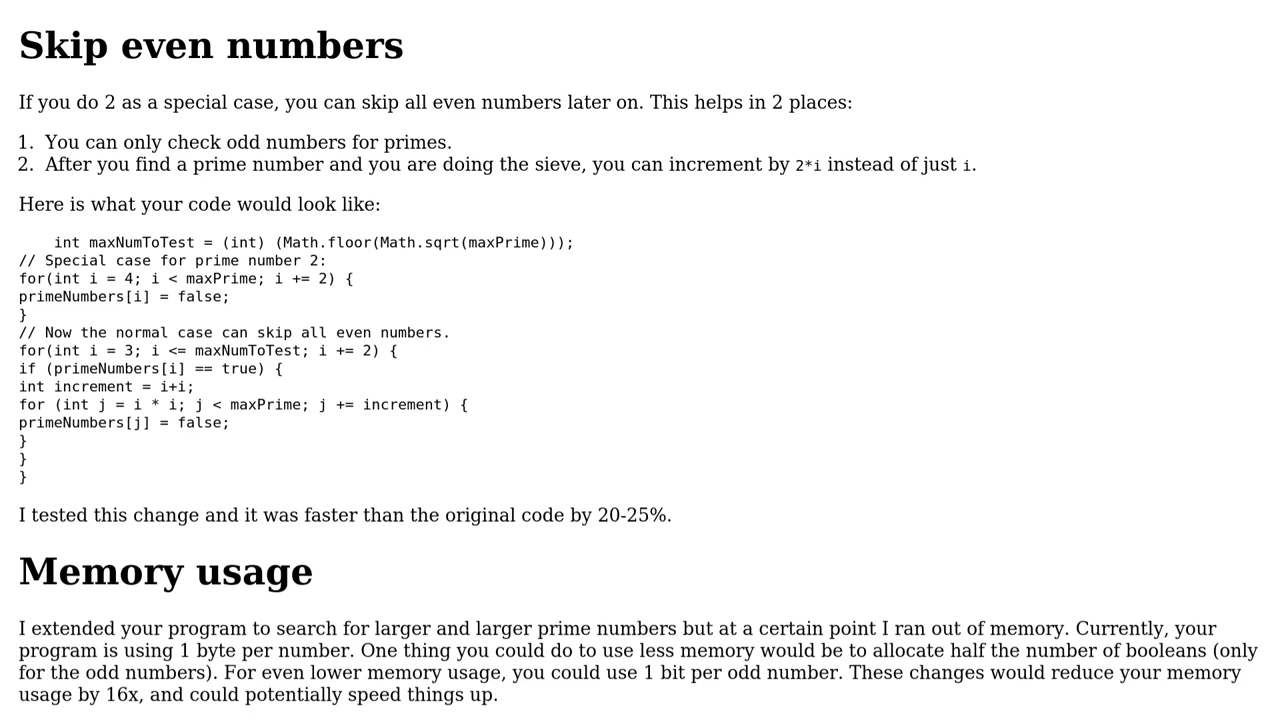 Skip even numbers
If you do 2 as a special case, you can skip all even numbers later on. This helps in 2 places:
1. You can only check odd numbers for primes.
2. After you find a prime number and you are doing the sieve, you can increment by 2*i instead of just i.
Here is what your code would look like:
    int maxNumToTest = (int) (Math.floor(Math.sqrt(maxPrime)));
// Special case for prime number 2:
for(int i = 4; i < maxPrime; i += 2) {
primeNumbers[i] = false;
}
// Now the normal case can skip all even numbers.
for(int i = 3; i <= maxNumToTest; i += 2) {
if (primeNumbers[i] == true) {
int increment = i+i;
for (int j = i * i; j < maxPrime; j += increment) {
primeNumbers[j] = false;
}
}
}
I tested this change and it was faster than the original code by 20-25%.
Memory usage
I extended your program to search for larger and larger prime numbers but at a certain point I ran out of memory. Currently, your
program is using 1 byte per number. One thing you could do to use less memory would be to allocate half the number of booleans (only
for the odd numbers). For even lower memory usage, you could use 1 bit per odd number. These changes would reduce your memory
usage by 16x, and could potentially speed things up.